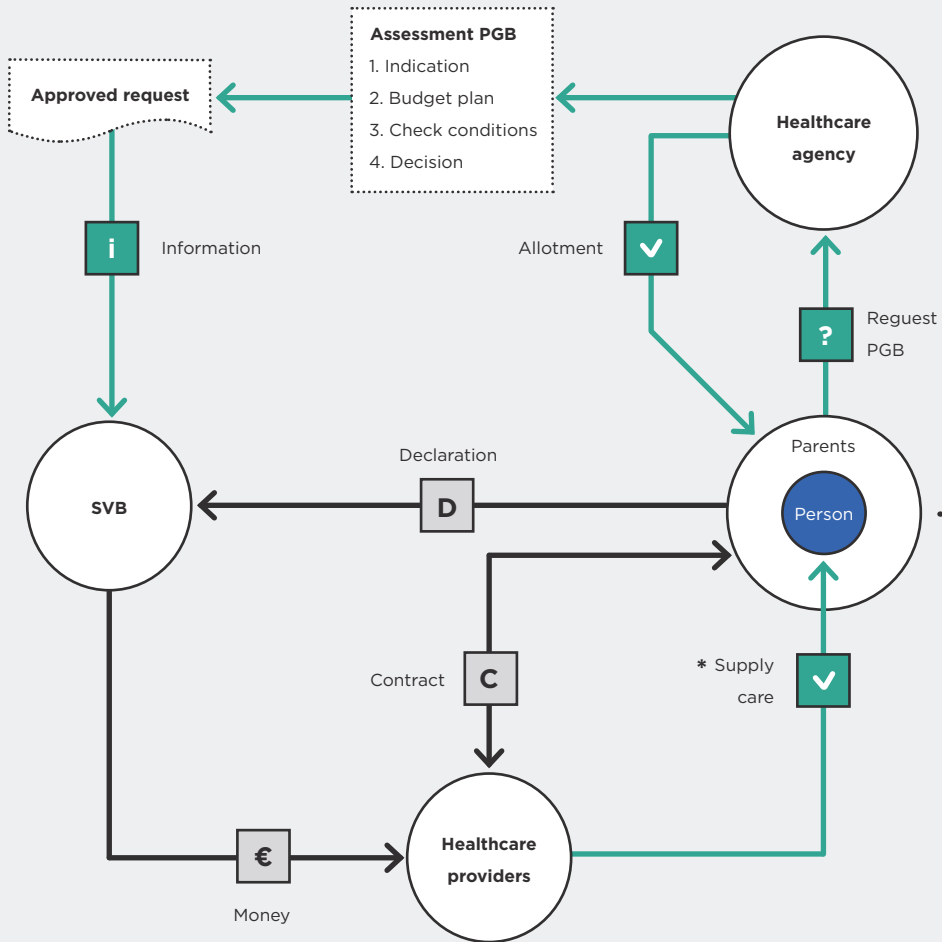 Assessment PGB
1. Indication
2. Budget plan
3. Check conditions
4. Decision
Approved request
Healthcare
agency
i
Information
Allotment
?
Reguest
PGB
Parents
Person
Declaration
D
SVB
Contract
C
* Supply
care
€
Money
Healthcare
providers